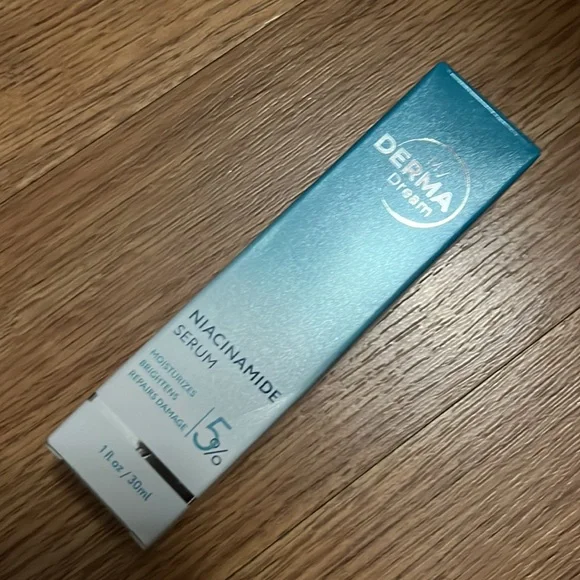 DERMA
Dream
NIACINAMIDE
SERUM
MOISTURIZES
BRIGHTENS
REPAIRS DAMAGE
5%
1 fl oz / 30ml